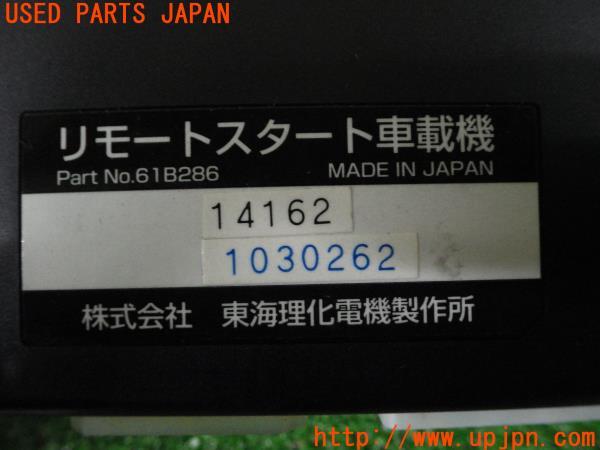 USED PARTS JAPAN
リモートスタート車載機
Part No.61B286 MADE IN JAPAN
14162
1030262
株式会社 東海理化電機製作所
http://www.upjpn.com